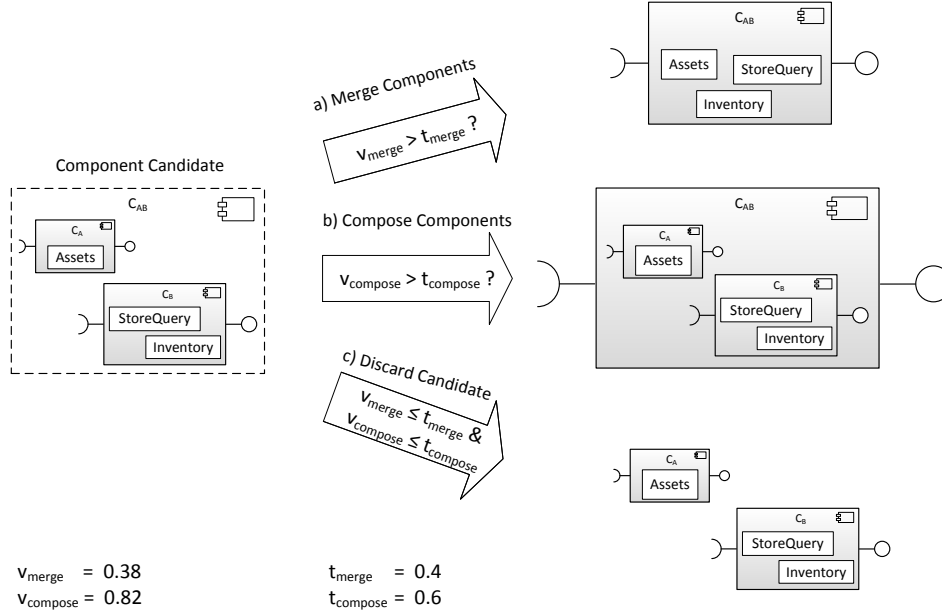 Component Candidate
C_AB
C_A
Assets
C_B
StoreQuery
Inventory
a) Merge Components
v_merge > t_merge ?
b) Compose Components
v_compose > t_compose ?
c) Discard Candidate
v_merge ≤ t_merge &
v_compose ≤ t_compose
C_AB
Assets
StoreQuery
Inventory
C_AB
C_A
Assets
C_B
StoreQuery
Inventory
C_A
Assets
C_B
StoreQuery
Inventory
v_merge = 0.38
v_compose = 0.82
t_merge = 0.4
t_compose = 0.6